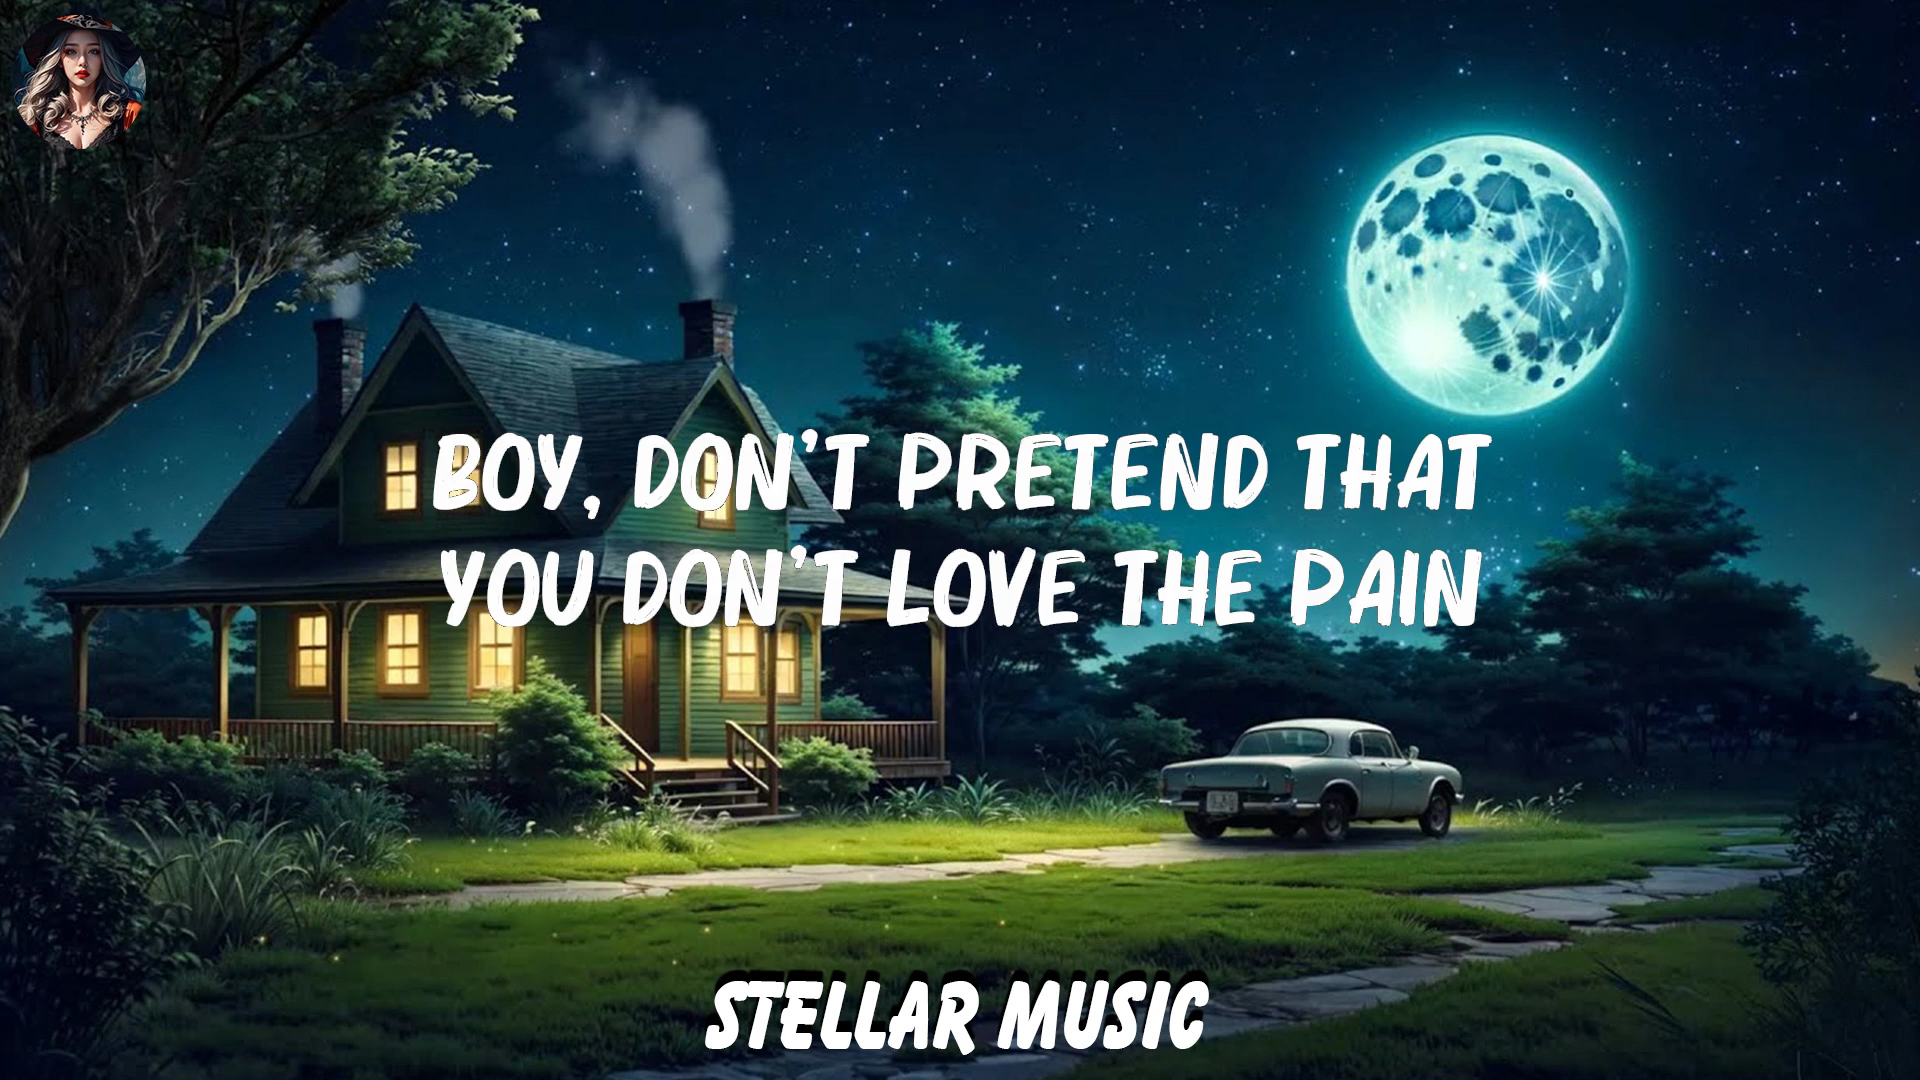 BOY, DON'T PRETEND THAT
YOU DON'T LOVE THE PAIN
STELLAR MUSIC